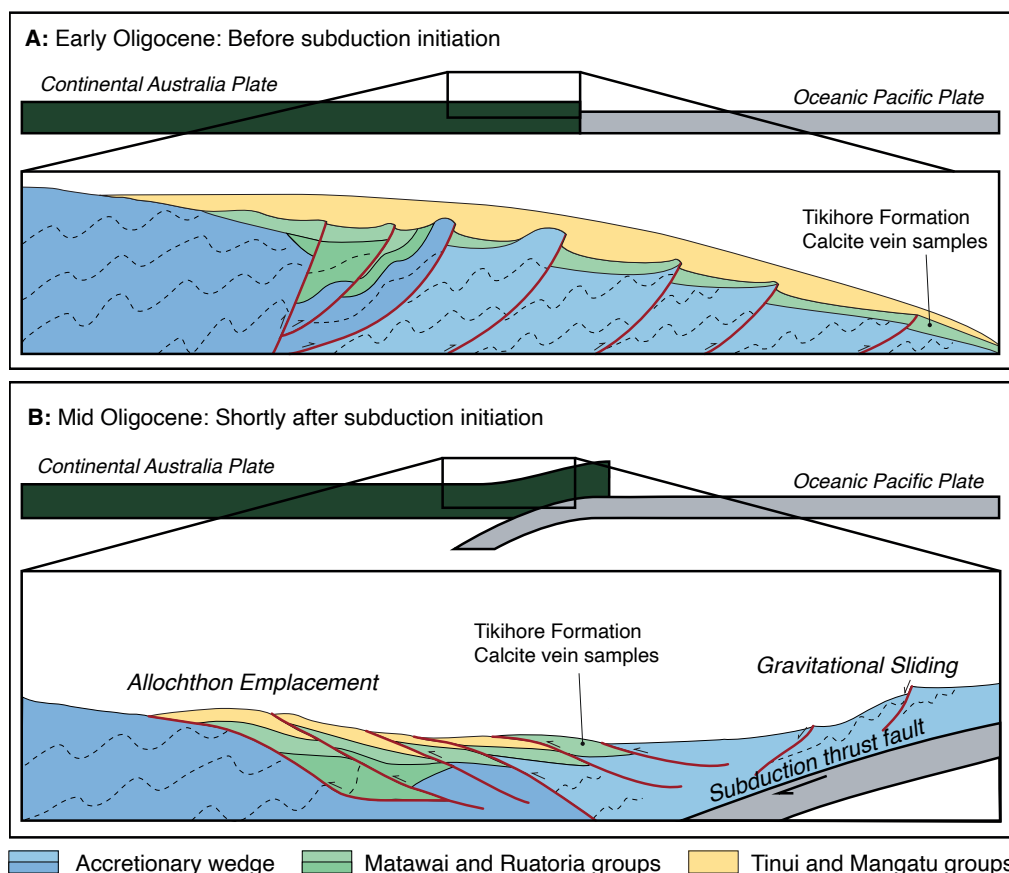 A: Early Oligocene: Before subduction initiation
Continental Australia Plate
Oceanic Pacific Plate
Tikihore Formation
Calcite vein samples
B: Mid Oligocene: Shortly after subduction initiation
Continental Australia Plate
Oceanic Pacific Plate
Tikihore Formation
Calcite vein samples
Allochthon Emplacement
Gravitational Sliding
Subduction thrust fault
Accretionary wedge
Matawai and Ruatoria groups
Tinui and Mangatu groups